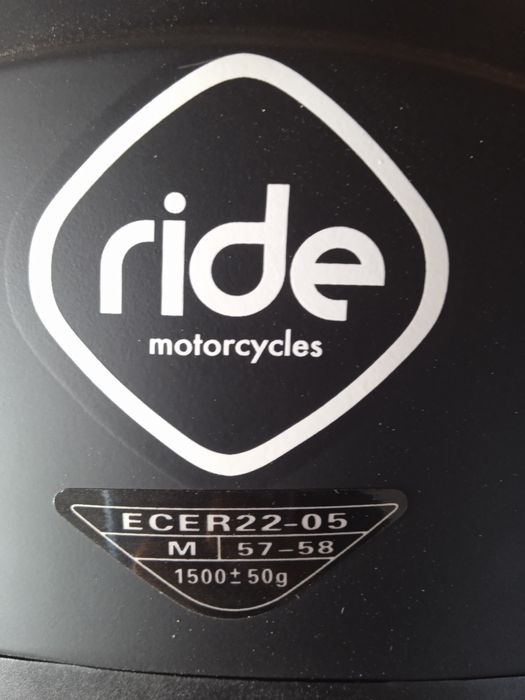 ride
motorcycles
ECER22-05
M 57-58
1500±50g